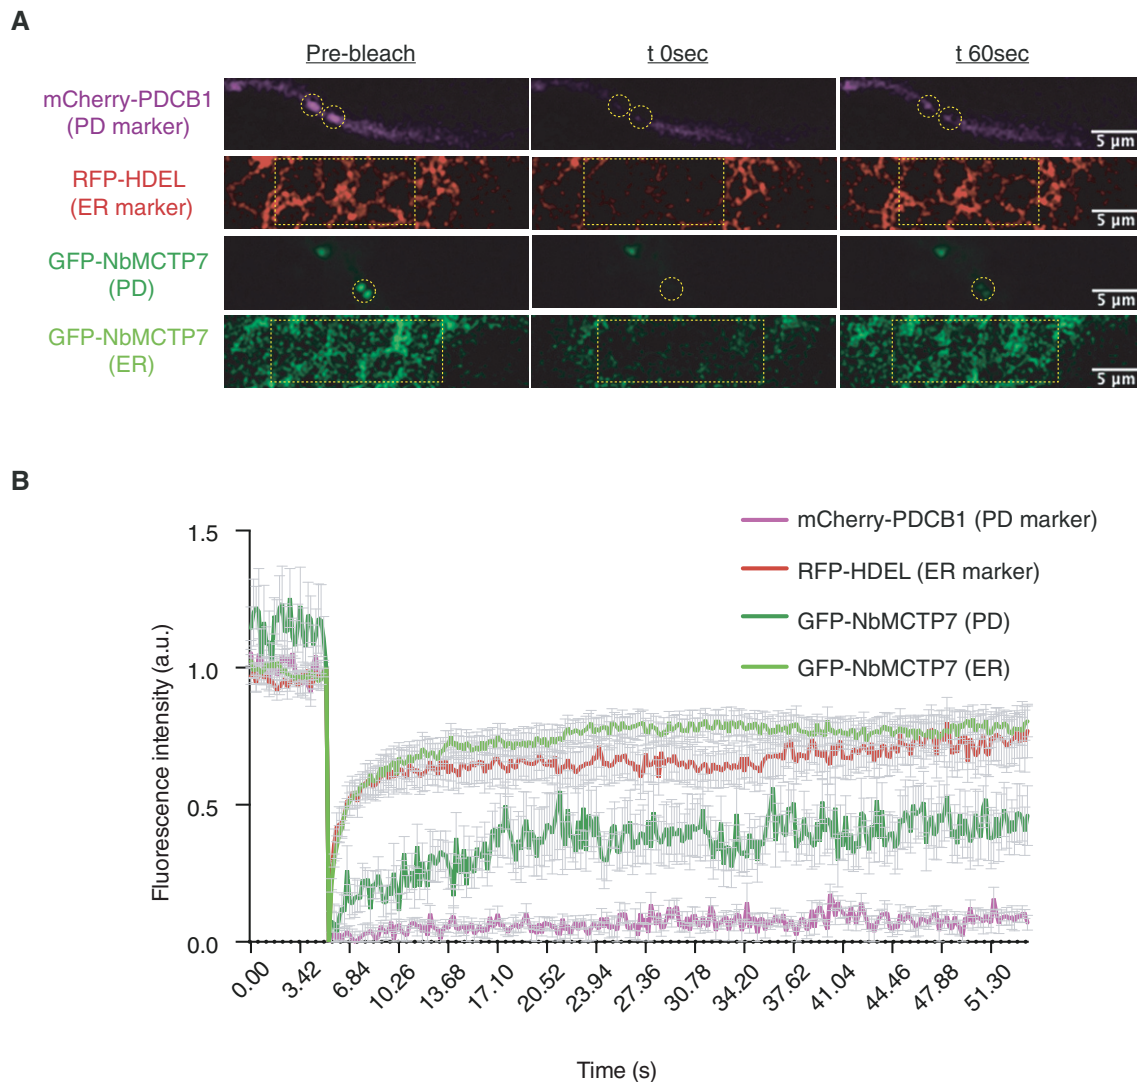 A
Pre-bleach t 0sec t 60sec
mCherry-PDCB1
(PD marker)
5 µm
RFP-HDEL
(ER marker)
5 µm
GFP-NbMCTP7
(PD)
5 µm
GFP-NbMCTP7
(ER)
5 µm
B
mCherry-PDCB1 (PD marker)
RFP-HDEL (ER marker)
GFP-NbMCTP7 (PD)
GFP-NbMCTP7 (ER)
Fluorescence intensity (a.u.)
1.5
1.0
0.5
0.0
0.00 3.42 6.84 10.26 13.68 17.10 20.52 23.94 27.36 30.78 34.20 37.62 41.04 44.46 47.88 51.30
Time (s)